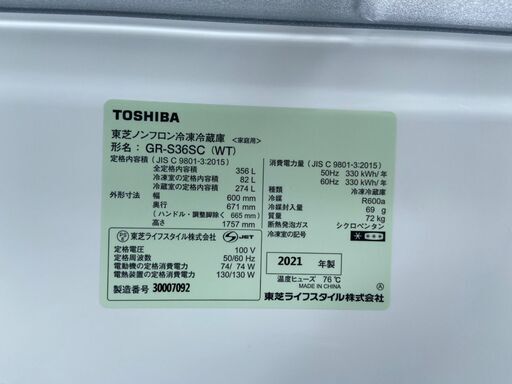 TOSHIBA
東芝ノンフロン冷凍冷蔵庫 <家庭用>
形名： GR-S36SC (WT)
定格内容積 (JIS C 9801-3:2015)
全定格内容積 356 L
冷凍室の定格内容積 82 L
冷蔵室の定格内容積 274 L
外形寸法 幅 600 mm
奥行 671 mm
(ハンドル・調整脚除く 665 mm)
高さ 1757 mm
東芝ライフスタイル株式会社 S JET
定格電圧 100 V
定格周波数 50/60 Hz
電動機の定格消費電力 74/ 74 W
電熱装置の定格消費電力 130/130 W
製造番号 30007092
消費電力量 (JIS C 9801-3:2015)
50Hz 330 kWh/年
60Hz 330 kWh/年
種類 冷凍冷蔵庫
冷媒 R600a
冷媒封入量 69 g
質量 72 kg
断熱発泡ガス シクロペンタン
冷凍室の記号
2021 年製
温度ヒューズ 76℃
MADE IN CHINA
東芝ライフスタイル株式会社 A